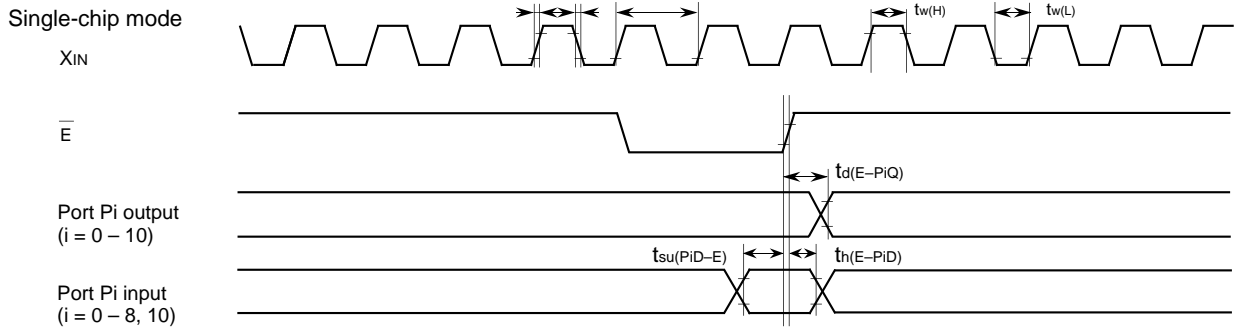 Single-chip mode
tw(H)
tw(L)
XIN
E
td(E–PiQ)
Port Pi output
(i = 0 – 10)
tsu(PiD–E)
th(E–PiD)
Port Pi input
(i = 0 – 8, 10)